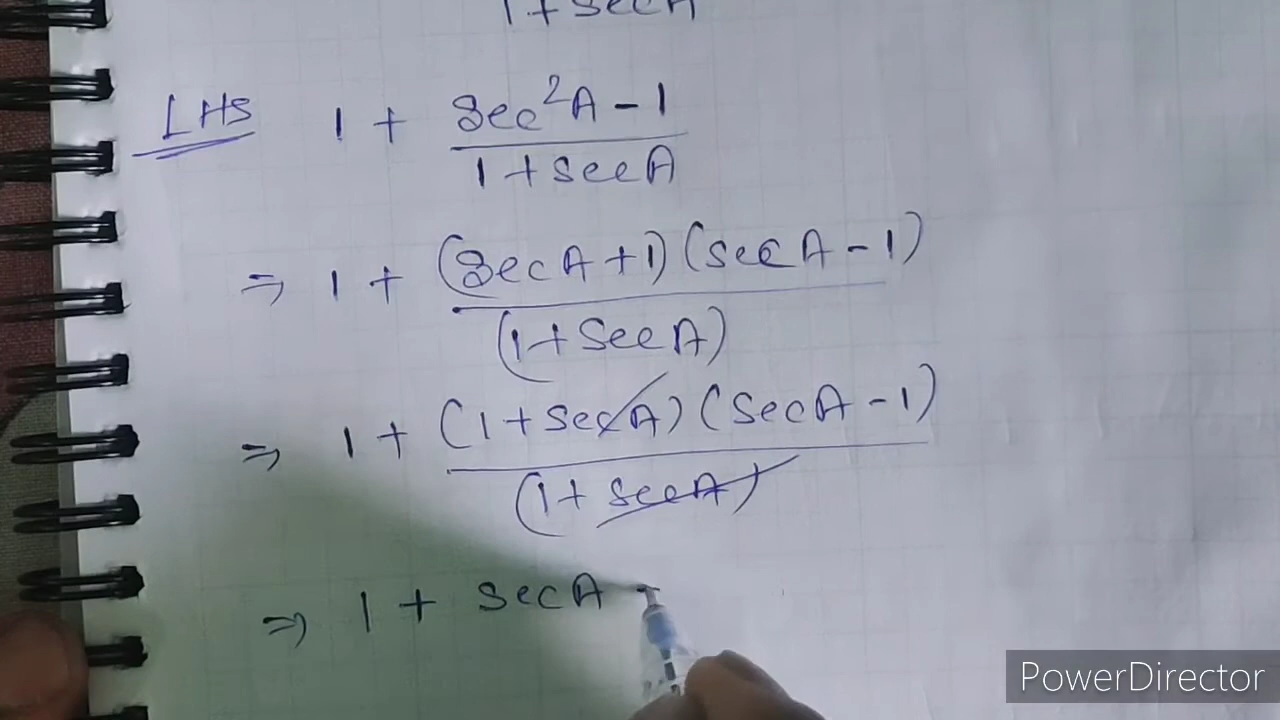 1 + secA
LHS 1 + sec²A - 1
1 + secA
⇒ 1 + (secA + 1) (secA - 1)
(1 + secA)
⇒ 1 + (1 + secA) (secA - 1)
(1 + secA)
⇒ 1 + secA -
PowerDirector